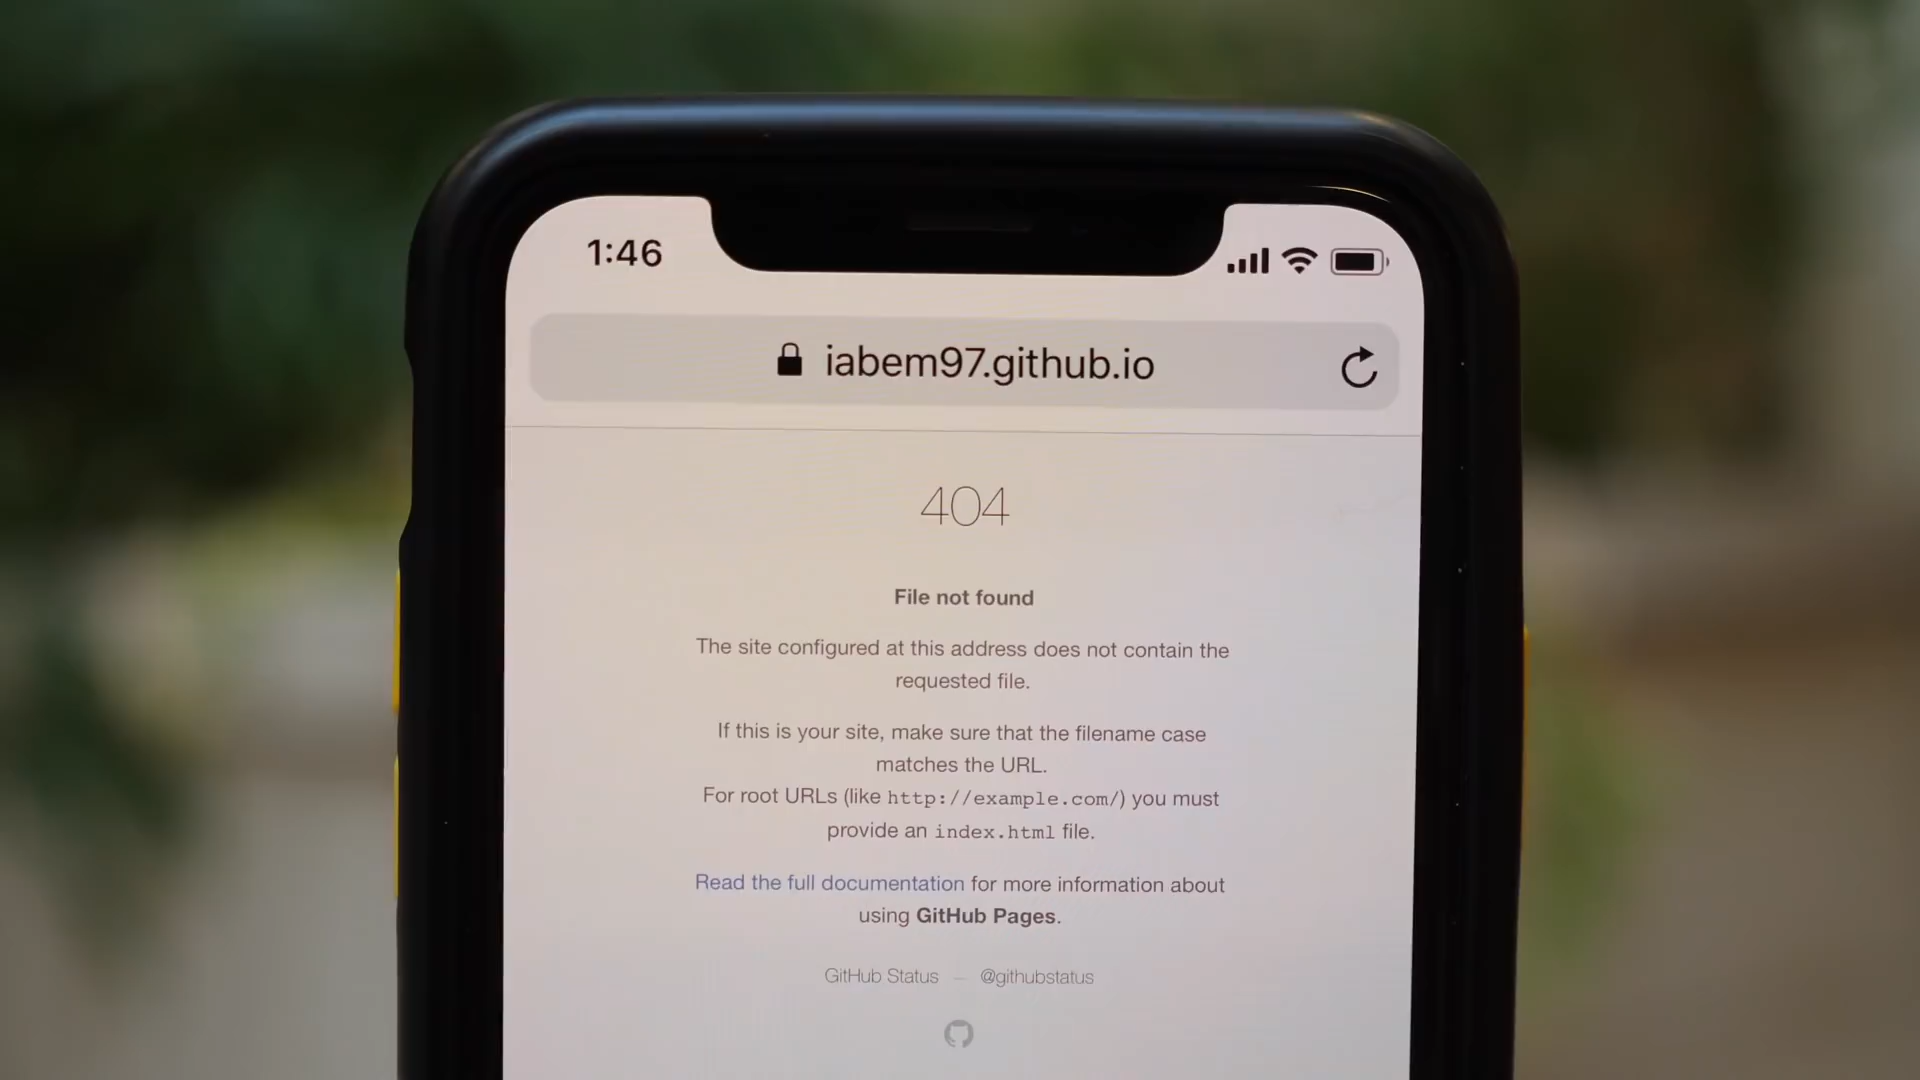 1:46
iabem97.github.io
404
File not found
The site configured at this address does not contain the
requested file.
If this is your site, make sure that the filename case
matches the URL.
For root URLs (like http://example.com/) you must
provide an index.html file.
Read the full documentation for more information about
using GitHub Pages.
GitHub Status — @githubstatus